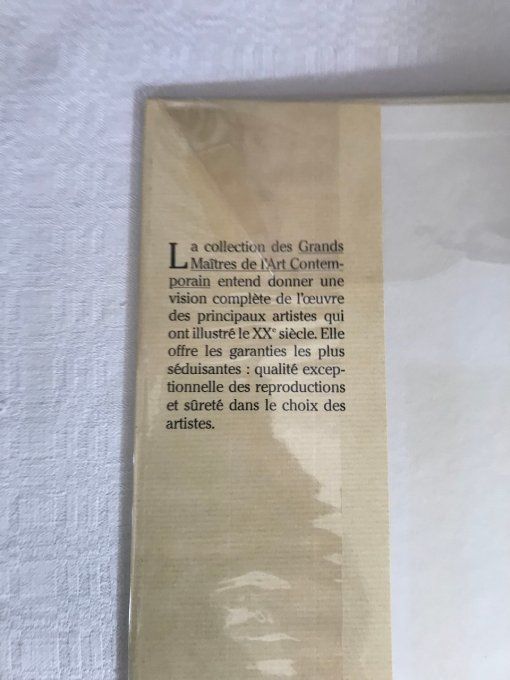 La collection des Grands
Maîtres de l'Art Contem-
porain entend donner une
vision complète de l'œuvre
des principaux artistes qui
ont illustré le XXe siècle. Elle
offre les garanties les plus
séduisantes : qualité excep-
tionnelle des reproductions
et sûreté dans le choix des
artistes.